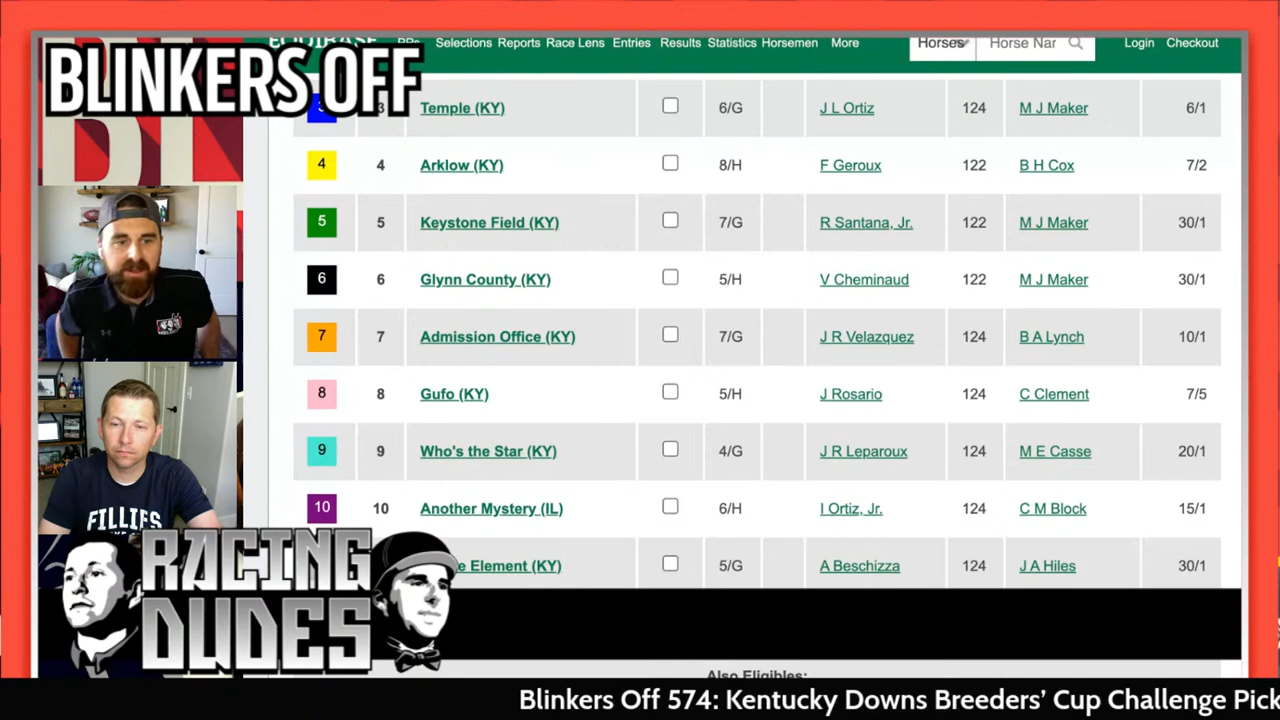 BLINKERS OFF
PPs Selections Reports Race Lens Entries Results Statistics Horsemen More Horses Horse Nar Login Checkout
3 Temple (KY) 6/G J L Ortiz 124 M J Maker 6/1
4 4 Arklow (KY) 8/H F Geroux 122 B H Cox 7/2
5 5 Keystone Field (KY) 7/G R Santana, Jr. 122 M J Maker 30/1
6 6 Glynn County (KY) 5/H V Cheminaud 122 M J Maker 30/1
7 7 Admission Office (KY) 7/G J R Velazquez 124 B A Lynch 10/1
8 8 Gufo (KY) 5/H J Rosario 124 C Clement 7/5
9 9 Who's the Star (KY) 4/G J R Leparoux 124 M E Casse 20/1
10 10 Another Mystery (IL) 6/H I Ortiz, Jr. 124 C M Block 15/1
Element (KY) 5/G A Beschizza 124 J A Hiles 30/1
FILLIES
RACING
DUDES
Also Eligibles:
Blinkers Off 574: Kentucky Downs Breeders' Cup Challenge Pick